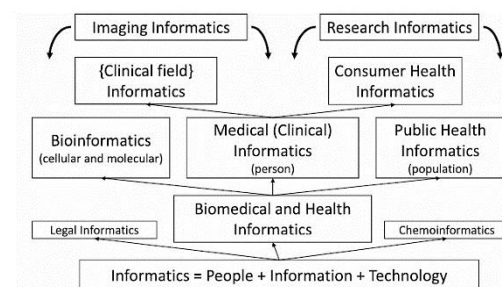 Imaging Informatics
Research Informatics
{Clinical field}
Informatics
Consumer Health
Informatics
Bioinformatics
(cellular and molecular)
Medical (Clinical)
Informatics
(person)
Public Health
Informatics
(population)
Legal Informatics
Biomedical and Health
Informatics
Chemoinformatics
Informatics = People + Information + Technology